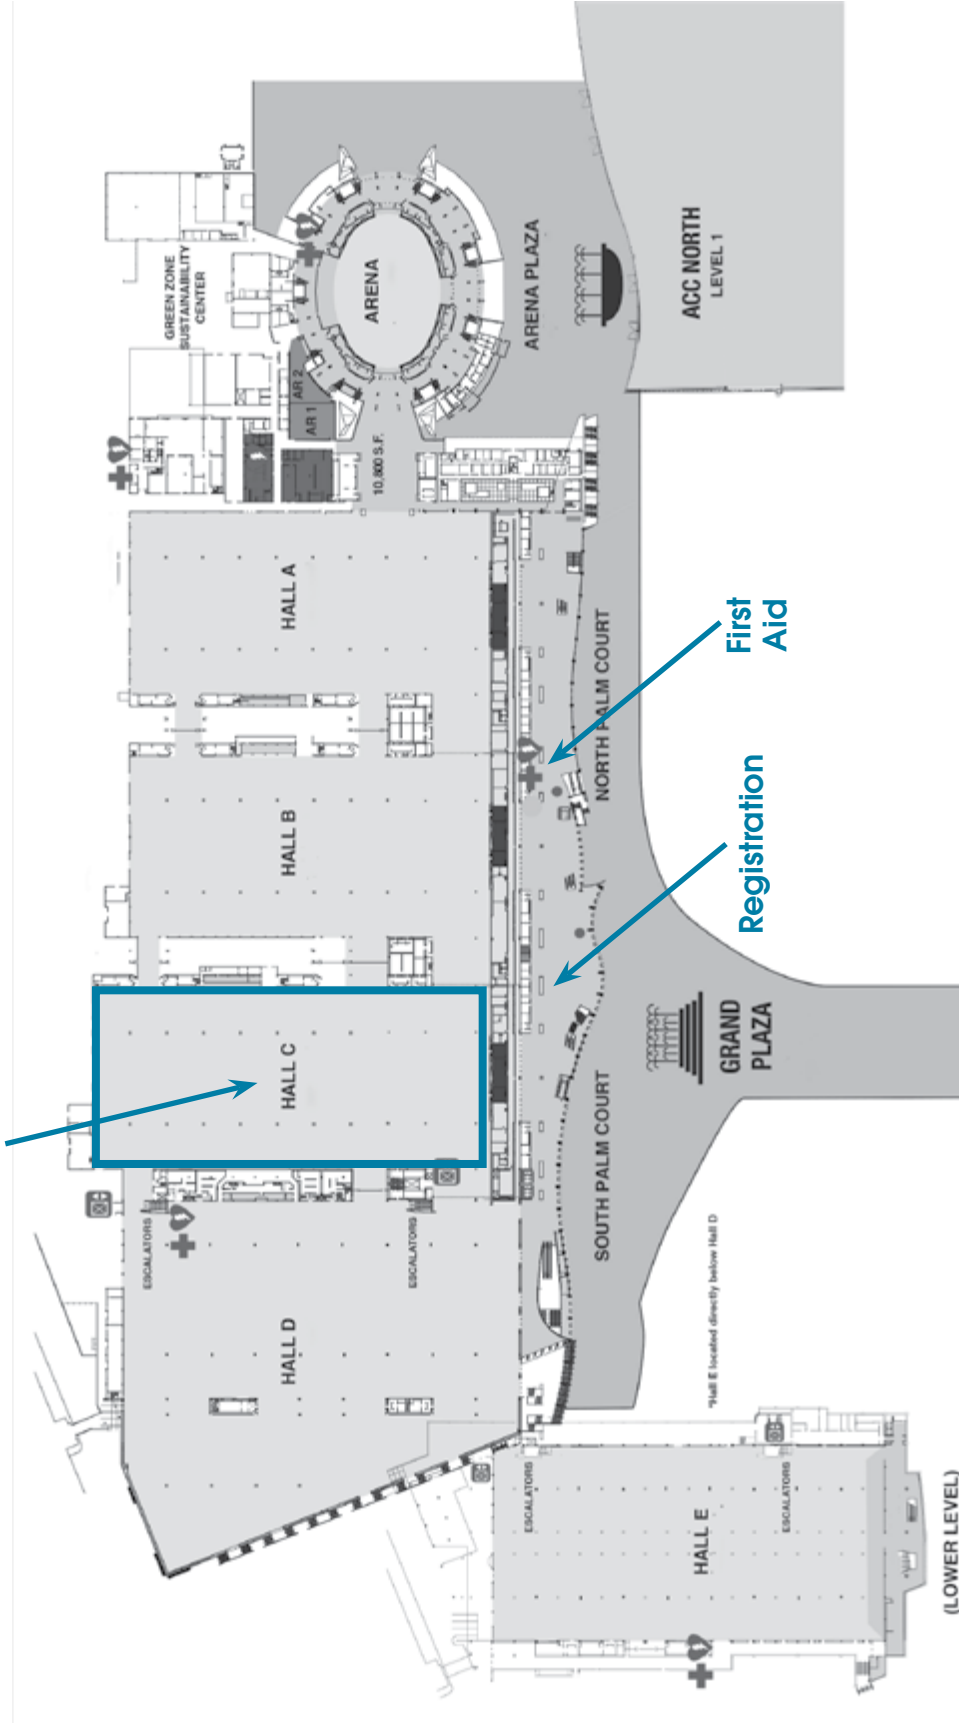 GREEN ZONE
SUSTAINABILITY
CENTER
ARENA
ARENA PLAZA
ACC NORTH
LEVEL 1
AR 1
AR 2
10,800 S.F.
HALL A
HALL B
HALL C
HALL D
ESCALATORS
ESCALATORS
NORTH PALM COURT
First
Aid
Registration
SOUTH PALM COURT
GRAND
PLAZA
*Hall E located directly below Hall D
ESCALATORS
ESCALATORS
HALL E
(LOWER LEVEL)